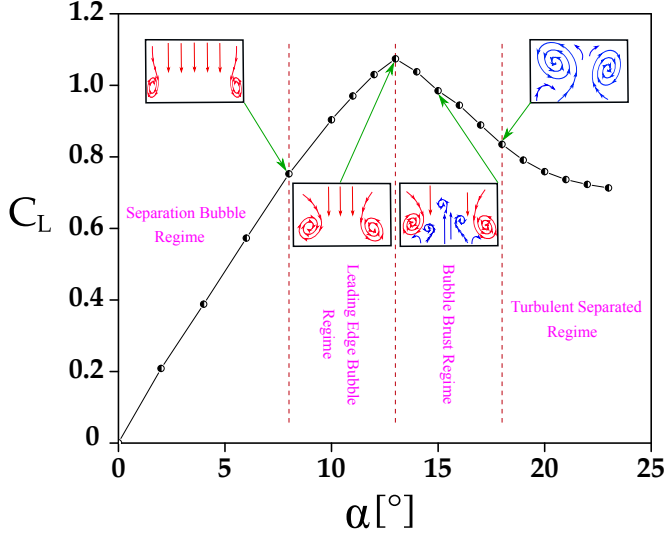 1.2
1.0
0.8
0.6
0.4
0.2
0
C_L
0
5
10
15
20
25
α[°]
Separation Bubble
Regime
Leading Edge Bubble
Regime
Bubble Brust Regime
Turbulent Separated
Regime